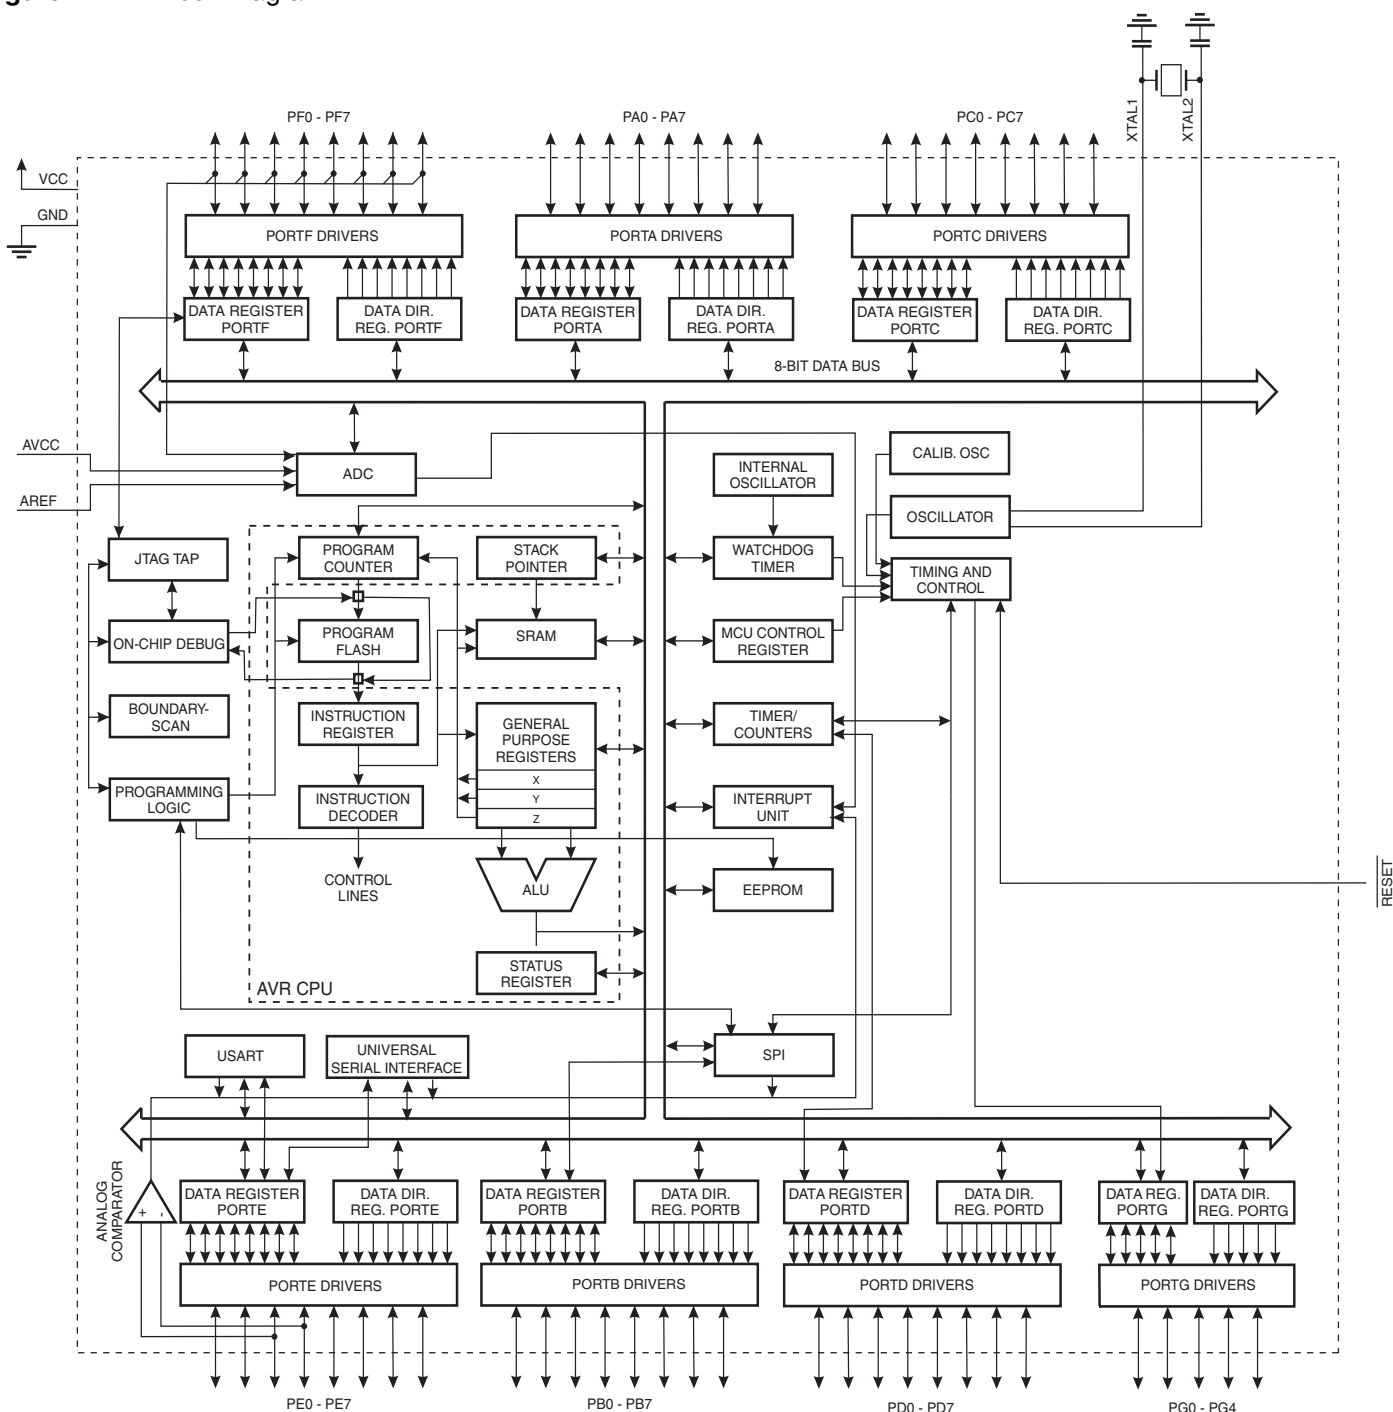 XTAL1
XTAL2
PF0 - PF7
PA0 - PA7
PC0 - PC7
VCC
GND
PORTF DRIVERS
PORTA DRIVERS
PORTC DRIVERS
DATA REGISTER
PORTF
DATA DIR.
REG. PORTF
DATA REGISTER
PORTA
DATA DIR.
REG. PORTA
DATA REGISTER
PORTC
DATA DIR.
REG. PORTC
8-BIT DATA BUS
AVCC
AREF
ADC
INTERNAL
OSCILLATOR
CALIB. OSC
OSCILLATOR
JTAG TAP
PROGRAM
COUNTER
STACK
POINTER
WATCHDOG
TIMER
TIMING AND
CONTROL
ON-CHIP DEBUG
PROGRAM
FLASH
SRAM
MCU CONTROL
REGISTER
BOUNDARY-
SCAN
INSTRUCTION
REGISTER
GENERAL
PURPOSE
REGISTERS
X
Y
Z
TIMER/
COUNTERS
PROGRAMMING
LOGIC
INSTRUCTION
DECODER
INTERRUPT
UNIT
CONTROL
LINES
ALU
EEPROM
RESET
STATUS
REGISTER
AVR CPU
USART
UNIVERSAL
SERIAL INTERFACE
SPI
ANALOG
COMPARATOR
+
-
DATA REGISTER
PORTE
DATA DIR.
REG. PORTE
DATA REGISTER
PORTB
DATA DIR.
REG. PORTB
DATA REGISTER
PORTD
DATA DIR.
REG. PORTD
DATA REG.
PORTG
DATA DIR.
REG. PORTG
PORTE DRIVERS
PORTB DRIVERS
PORTD DRIVERS
PORTG DRIVERS
PE0 - PE7
PB0 - PB7
PD0 - PD7
PG0 - PG4